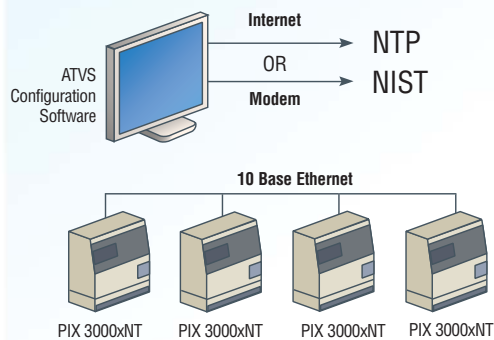 Internet
NTP
ATVS
Configuration
Software
OR
NIST
Modem
10 Base Ethernet
PIX 3000xNT
PIX 3000xNT
PIX 3000xNT
PIX 3000xNT